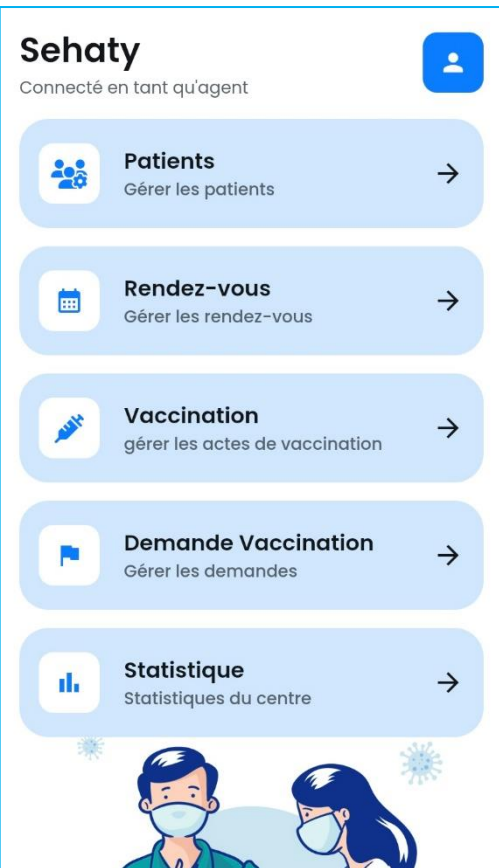 Sehaty
Connecté en tant qu'agent
Patients
Gérer les patients
Rendez-vous
Gérer les rendez-vous
Vaccination
gérer les actes de vaccination
Demande Vaccination
Gérer les demandes
Statistique
Statistiques du centre